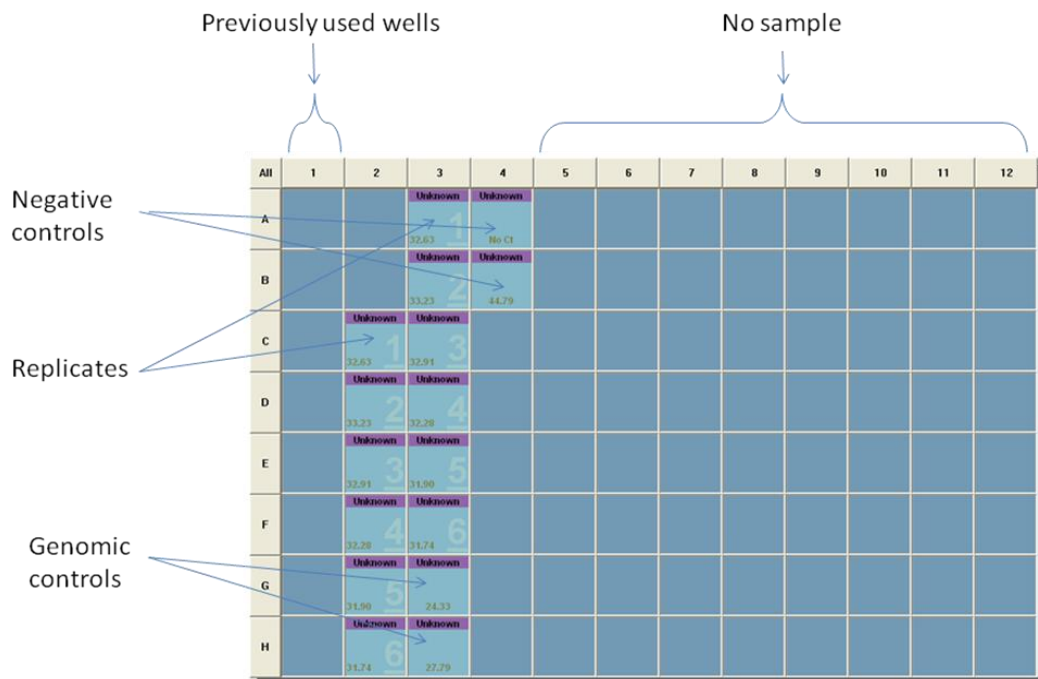 Previously used wells
No sample
Negative
controls
Replicates
Genomic
controls
All 1 2 3 4 5 6 7 8 9 10 11 12
Unknown Unknown
A 32.63 1 No Ct
Unknown Unknown
B 33.23 2 44.79
Unknown Unknown
C 32.63 1 32.91 3
Unknown Unknown
D 33.23 2 32.28 4
Unknown Unknown
E 32.91 3 31.90 5
Unknown Unknown
F 32.28 4 31.74 6
Unknown Unknown
G 31.90 5 24.33
Unknown Unknown
H 31.74 6 27.79